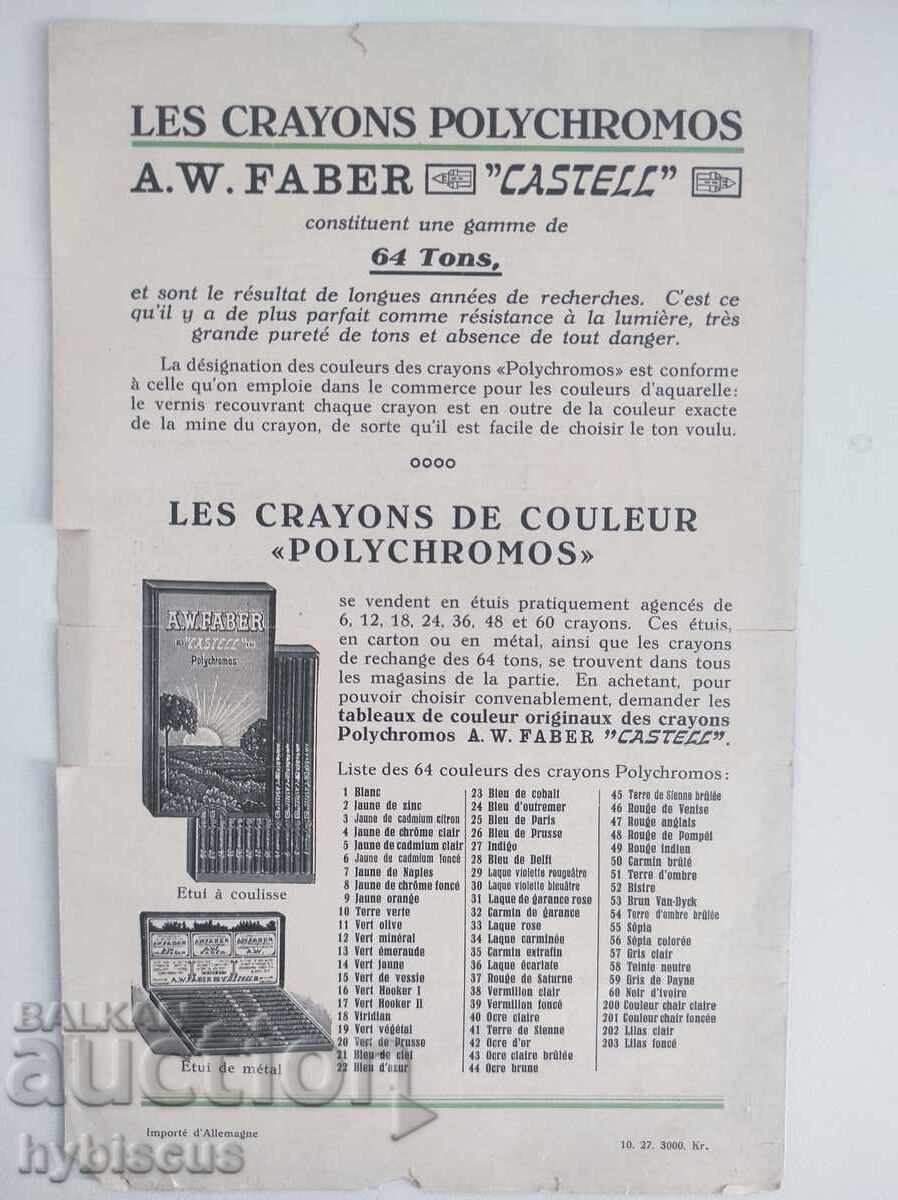 LES CRAYONS POLYCHROMOS
A.W. FABER "CASTELL"
constituent une gamme de
64 Tons,
et sont le résultat de longues années de recherches. C'est ce
qu'il y a de plus parfait comme résistance à la lumière, très
grande pureté de tons et absence de tout danger.
La désignation des couleurs des crayons «Polychromos» est conforme
à celle qu'on emploie dans le commerce pour les couleurs d'aquarelle:
le vernis recouvrant chaque crayon est en outre de la couleur exacte
de la mine du crayon, de sorte qu'il est facile de choisir le ton voulu.
oooo
LES CRAYONS DE COULEUR
«POLYCHROMOS»
A.W. FABER
"CASTELL"
Polychromos
Etui à coulisse
A.W. FABER CASTELL
Etui de métal
se vendent en étuis pratiquement agencés de
6, 12, 18, 24, 36, 48 et 60 crayons. Ces étuis,
en carton ou en métal, ainsi que les crayons
de rechange des 64 tons, se trouvent dans tous
les magasins de la partie. En achetant, pour
pouvoir choisir convenablement, demander les
tableaux de couleur originaux des crayons
Polychromos A. W. FABER "CASTELL".
Liste des 64 couleurs des crayons Polychromos:
1 Blanc
2 Jaune de zinc
3 Jaune de cadmium citron
4 Jaune de chrôme clair
5 Jaune de cadmium clair
6 Jaune de cadmium foncé
7 Jaune de Naples
8 Jaune de chrôme foncé
9 Jaune orange
10 Terre verte
11 Vert olive
12 Vert minéral
13 Vert émeraude
14 Vert jaune
15 Vert de vessie
16 Vert Hooker I
17 Vert Hooker II
18 Viridian
19 Vert végétal
20 Vert de Prusse
21 Bleu de ciel
22 Bleu d'azur
23 Bleu de cobalt
24 Bleu d'outremer
25 Bleu de Paris
26 Bleu de Prusse
27 Indigo
28 Bleu de Delft
29 Laque violette rougeâtre
30 Laque violette bleuâtre
31 Laque de garance rose
32 Carmin de garance
33 Laque rose
34 Laque carminée
35 Carmin extrafin
36 Laque écarlate
37 Rouge de Saturne
38 Vermillon clair
39 Vermillon foncé
40 Ocre claire
41 Terre de Sienne
42 Ocre d'or
43 Ocre claire brûlée
44 Ocre brune
45 Terre de Sienne brûlée
46 Rouge de Venise
47 Rouge anglais
48 Rouge de Pompéi
49 Rouge indien
50 Carmin brûlé
51 Terre d'ombre
52 Bistre
53 Brun Van-Dyck
54 Terre d'ombre brûlée
55 Sépia
56 Sépia colorée
57 Gris clair
58 Teinte neutre
59 Gris de Payne
60 Noir d'ivoire
200 Couleur chair claire
201 Couleur chair foncée
202 Lilas clair
203 Lilas foncé
Importé d'Allemagne
10. 27. 3000. Kr.
BALKAN
auction
hybiscus